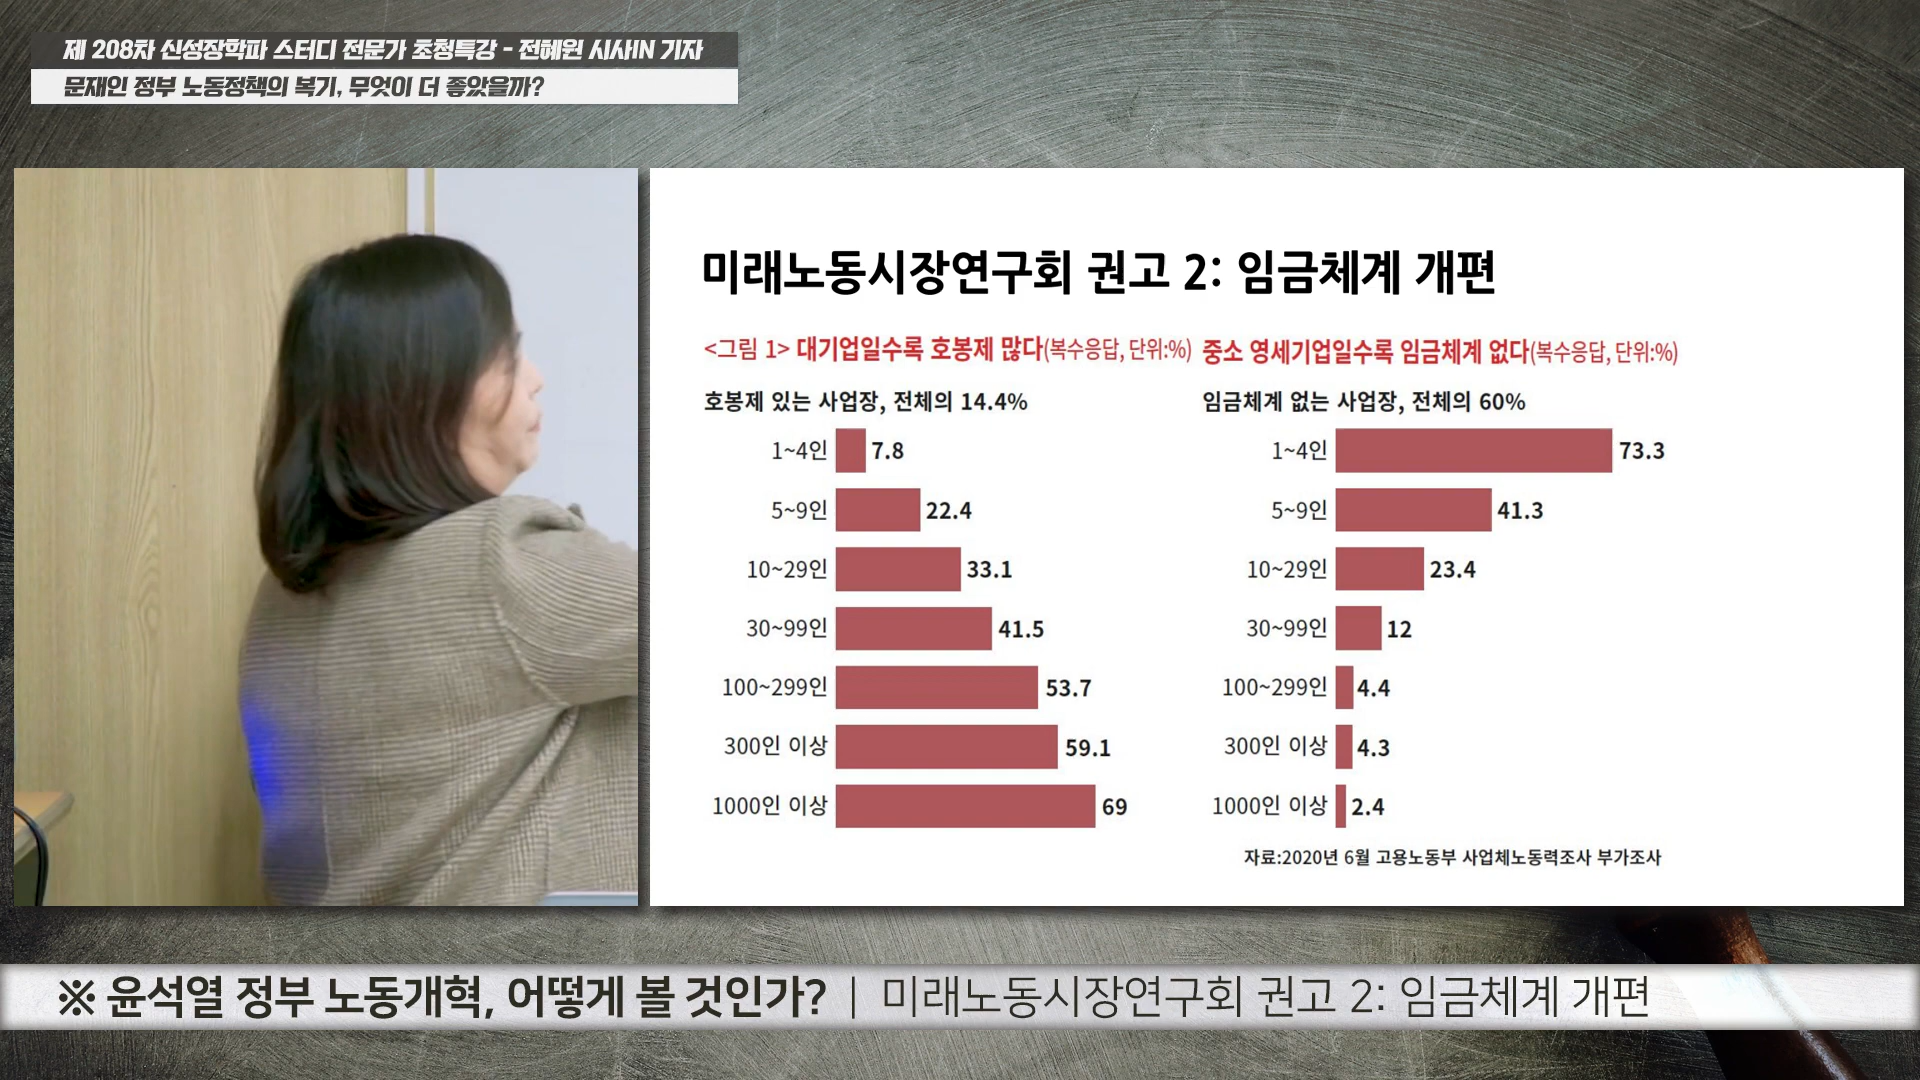 제 208차 신성장학파 스터디 전문가 초청특강 - 전혜원 시사IN 기자
문재인 정부 노동정책의 복기, 무엇이 더 좋았을까?
미래노동시장연구회 권고 2: 임금체계 개편
<그림 1> 대기업일수록 호봉제 많다(복수응답, 단위:%)
호봉제 있는 사업장, 전체의 14.4%
1~4인 7.8
5~9인 22.4
10~29인 33.1
30~99인 41.5
100~299인 53.7
300인 이상 59.1
1000인 이상 69
중소 영세기업일수록 임금체계 없다(복수응답, 단위:%)
임금체계 없는 사업장, 전체의 60%
1~4인 73.3
5~9인 41.3
10~29인 23.4
30~99인 12
100~299인 4.4
300인 이상 4.3
1000인 이상 2.4
자료:2020년 6월 고용노동부 사업체노동력조사 부가조사
※ 윤석열 정부 노동개혁, 어떻게 볼 것인가? | 미래노동시장연구회 권고 2: 임금체계 개편